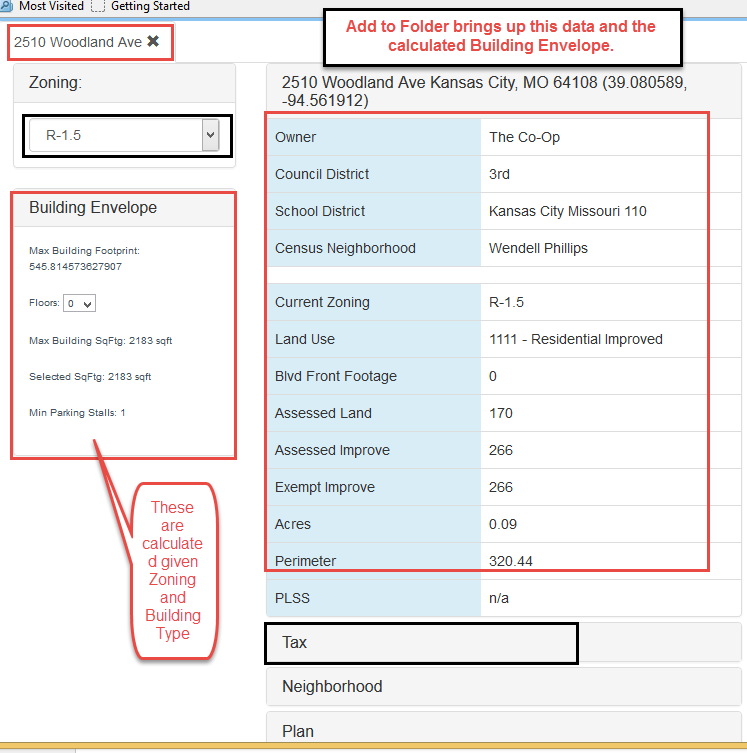 Most Visited Getting Started
Add to Folder brings up this data and the
calculated Building Envelope.
2510 Woodland Ave ✖
Zoning:
R-1.5
Building Envelope
Max Building Footprint:
545.814573627907
Floors: 0
Max Building SqFtg: 2183 sqft
Selected SqFtg: 2183 sqft
Min Parking Stalls: 1
These
are
calculate
d given
Zoning
and
Building
Type
2510 Woodland Ave Kansas City, MO 64108 (39.080589,
-94.561912)
Owner The Co-Op
Council District 3rd
School District Kansas City Missouri 110
Census Neighborhood Wendell Phillips
Current Zoning R-1.5
Land Use 1111 - Residential Improved
Blvd Front Footage 0
Assessed Land 170
Assessed Improve 266
Exempt Improve 266
Acres 0.09
Perimeter 320.44
PLSS n/a
Tax
Neighborhood
Plan